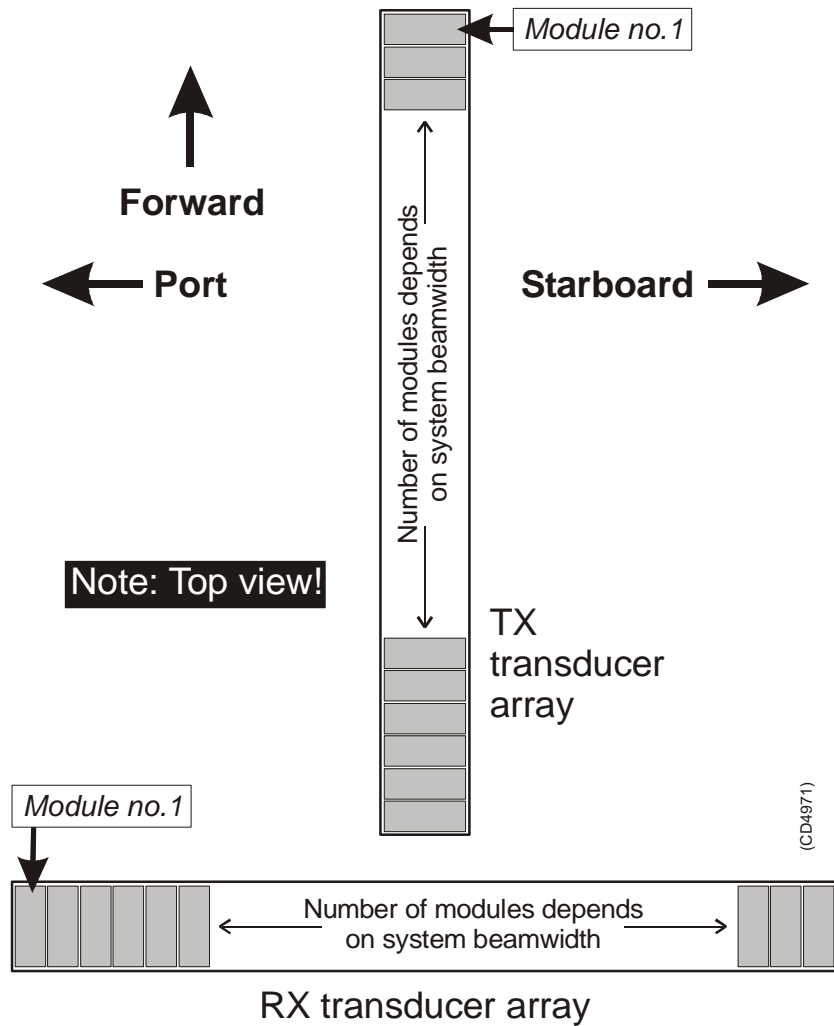 Module no.1
Forward
Port
Starboard
Number of modules depends
on system beamwidth
Note: Top view!
TX
transducer
array
(CD4971)
Module no.1
Number of modules depends
on system beamwidth
RX transducer array